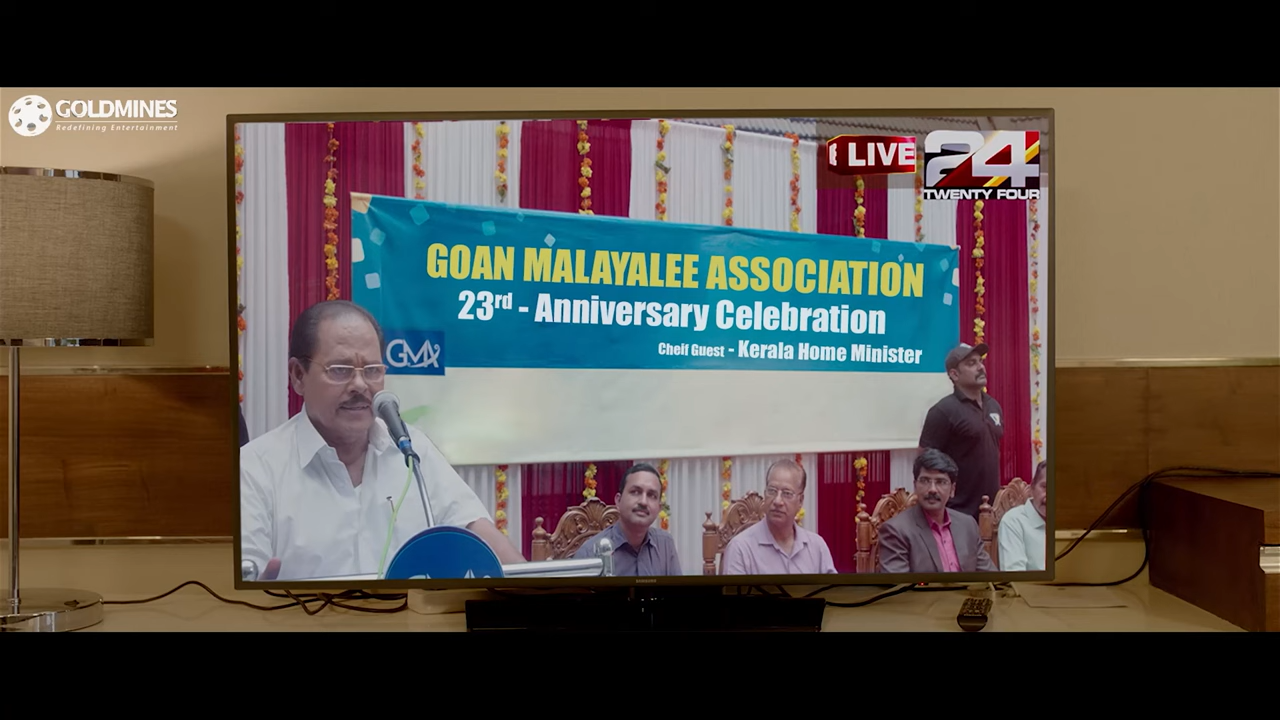 GOLDMINES
Redefining Entertainment
LIVE
24
TWENTY FOUR
GOAN MALAYALEE ASSOCIATION
23rd - Anniversary Celebration
Cheif Guest - Kerala Home Minister
GMA
SAMSUNG